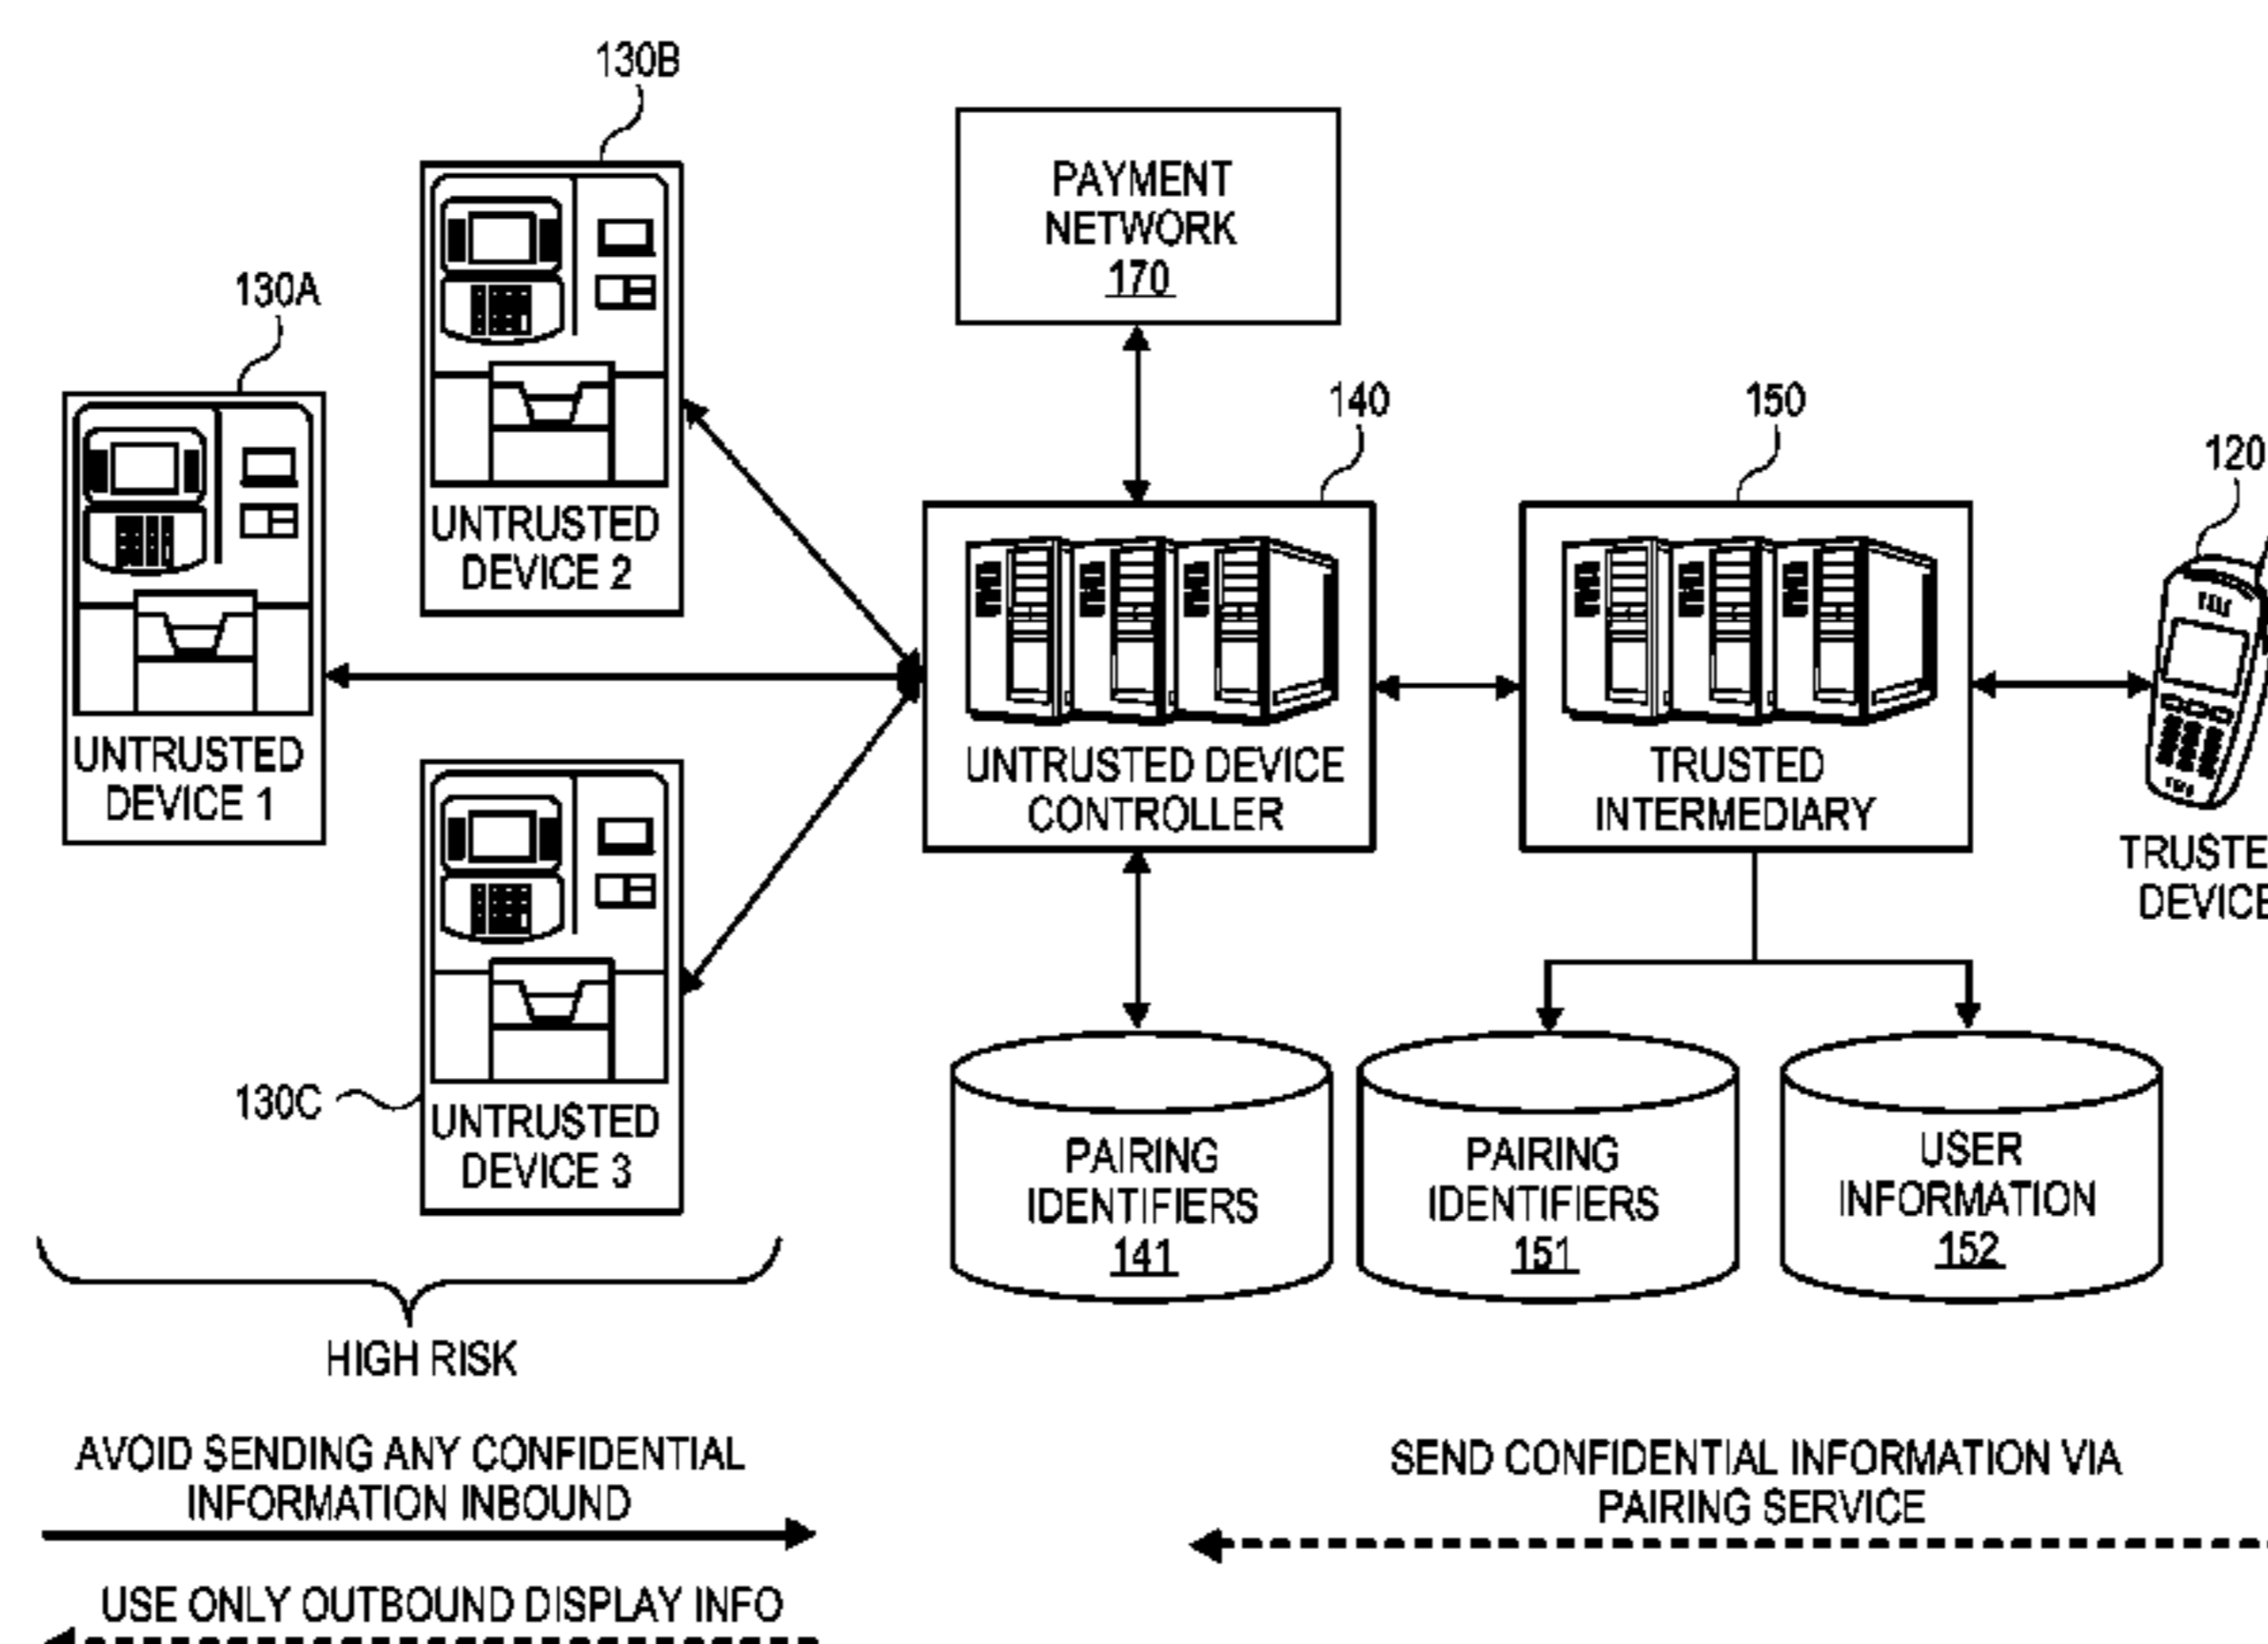 130B
PAYMENT
NETWORK
170
130A
140
150
120
UNTRUSTED
DEVICE 2
UNTRUSTED
DEVICE 1
UNTRUSTED DEVICE
CONTROLLER
TRUSTED
INTERMEDIARY
TRUSTE
DEVICE
130C
UNTRUSTED
DEVICE 3
PAIRING
IDENTIFIERS
141
PAIRING
IDENTIFIERS
151
USER
INFORMATION
152
HIGH RISK
AVOID SENDING ANY CONFIDENTIAL
INFORMATION INBOUND
SEND CONFIDENTIAL INFORMATION VIA
PAIRING SERVICE
USE ONLY OUTBOUND DISPLAY INFO